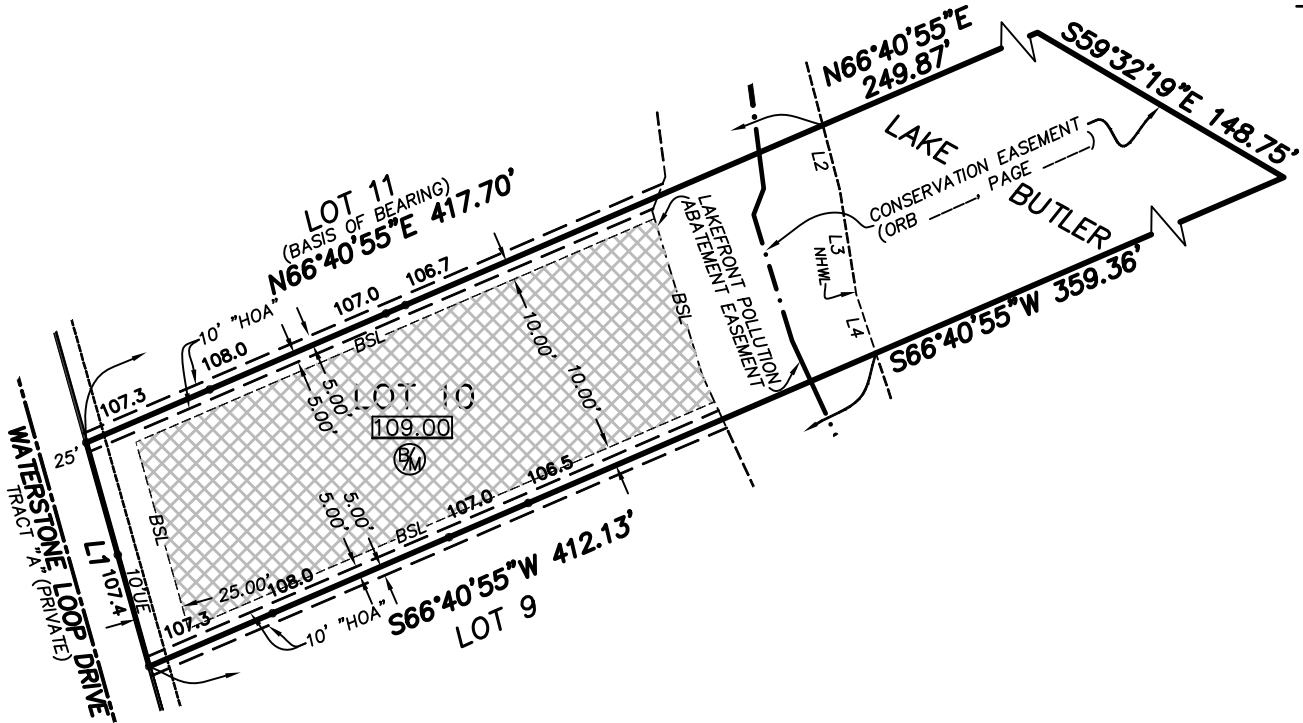 N66°40'55"E
249.87'
S59°32'19"E 148.75'
LAKE
BUTLER
L2
L3
NHWL
L4
CONSERVATION EASEMENT
(ORB ——— , PAGE ——— )
S66°40'55"W 359.36'
LOT 11
(BASIS OF BEARING)
N66°40'55"E 417.70'
LAKEFRONT POLLUTION
ABATEMENT EASEMENT
BSL
10' "HOA"
107.3
108.0
107.0
106.7
BSL
5.00'
5.00'
10.00'
10.00'
LOT 10
109.00
B/M
25'
BSL
L1
107.4
10'UE
WATERSTONE LOOP DRIVE
TRACT "A" (PRIVATE)
25.00'
107.3
108.0
5.00'
5.00'
BSL
107.0
106.5
10' "HOA"
S66°40'55"W 412.13'
LOT 9